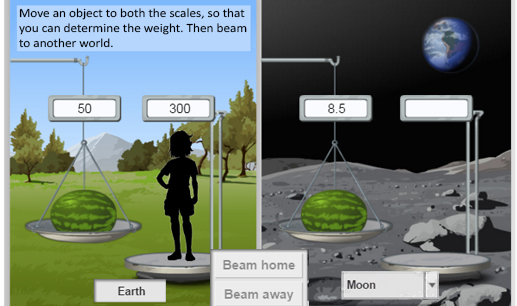 Move an object to both the scales, so that
you can determine the weight. Then beam
to another world.
50
300
8.5
Beam home
Earth
Beam away
Moon